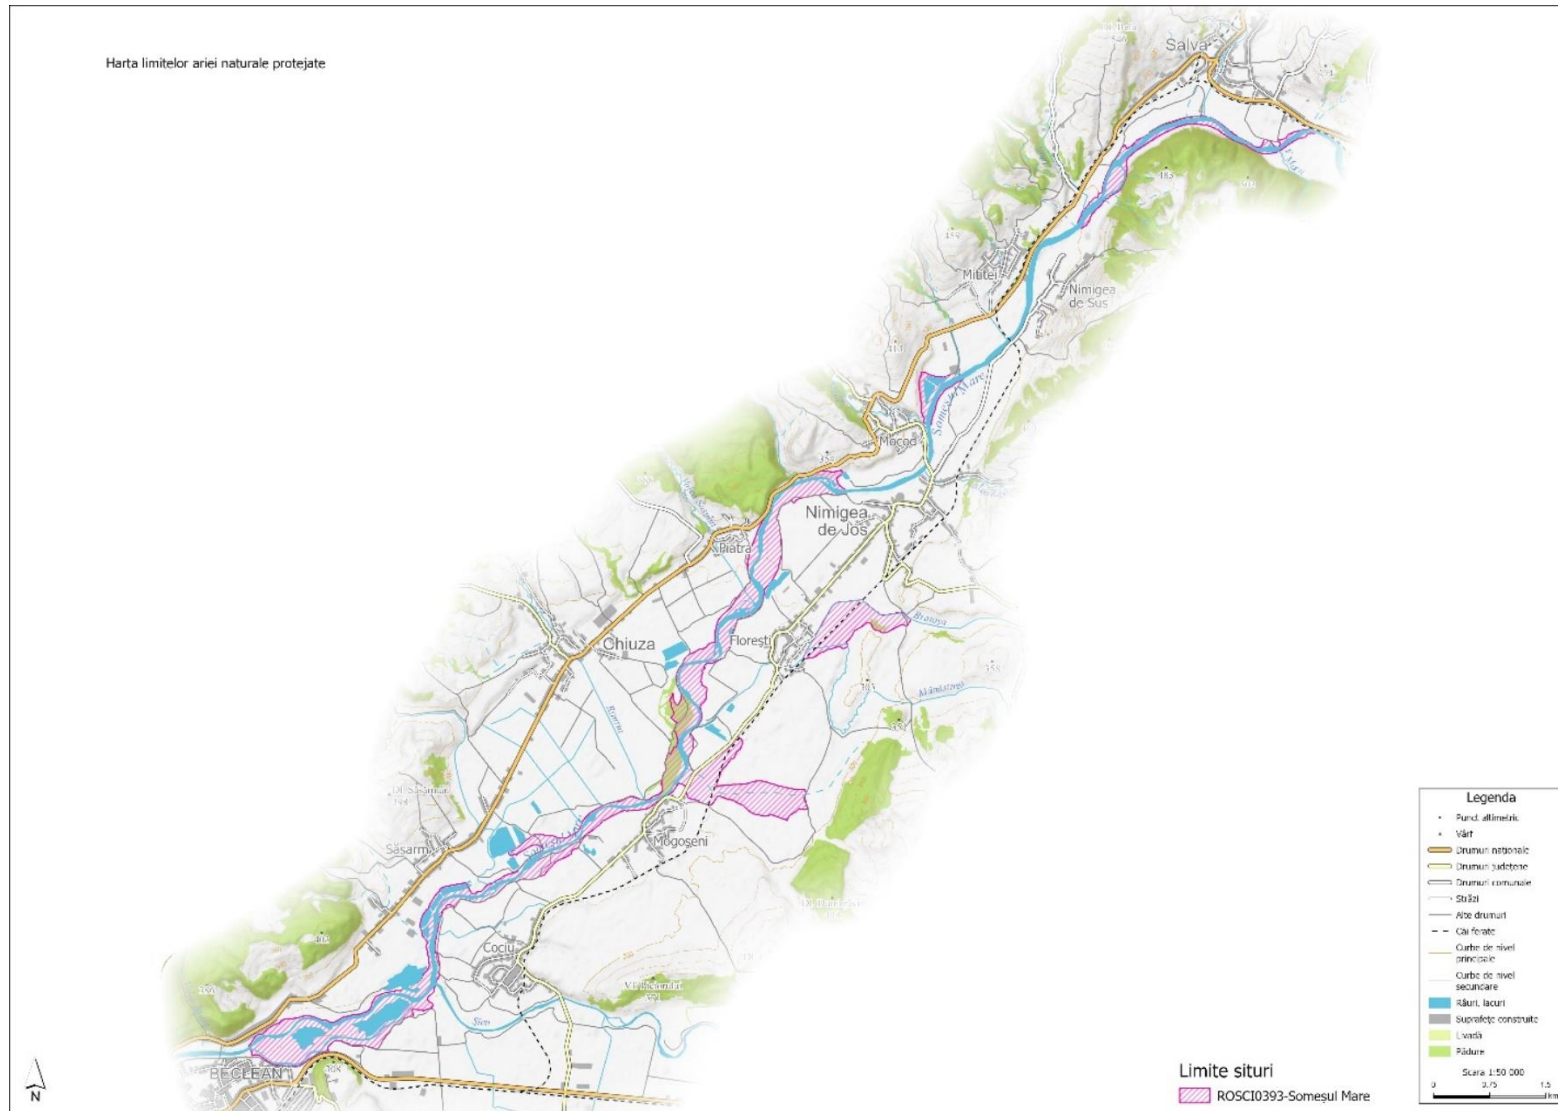 Harta limitelor ariei naturale protejate
Salva
Mititei
Nimigea
de Sus
Someșul Mare
Mocod
Nimigea
de Jos
Piatra
Florești
Chiuza
Săsarm
Mogoșeni
Cociu
Șieu
BECLEAN
N
Limite situri
ROSCI0393-Someșul Mare
Legenda
Punct altimetric
Vârf
Drumuri naționale
Drumuri județene
Drumuri comunale
Străzi
Alte drumuri
Căi ferate
Curbe de nivel
principale
Curbe de nivel
secundare
Râuri, lacuri
Suprafețe construite
Livadă
Pădure
Scara 1:50 000
0 0.75 1.5
km